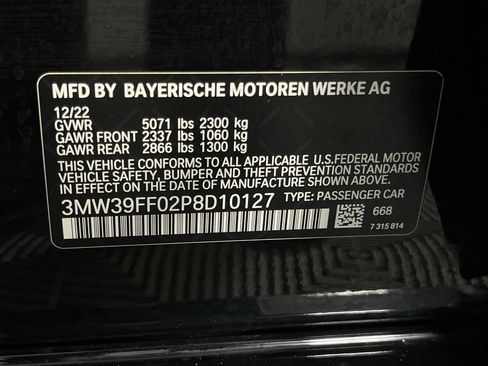 MFD BY BAYERISCHE MOTOREN WERKE AG
12/22
GVWR 5071 lbs 2300 kg
GAWR FRONT 2337 lbs 1060 kg
GAWR REAR 2866 lbs 1300 kg
THIS VEHICLE CONFORMS TO ALL APPLICABLE U.S.FEDERAL MOTOR
VEHICLE SAFETY, BUMPER AND THEFT PREVENTION STANDARDS
IN EFFECT ON THE DATE OF MANUFACTURE SHOWN ABOVE.
3MW39FF02P8D10127 TYPE: PASSENGER CAR
668
7 315 814